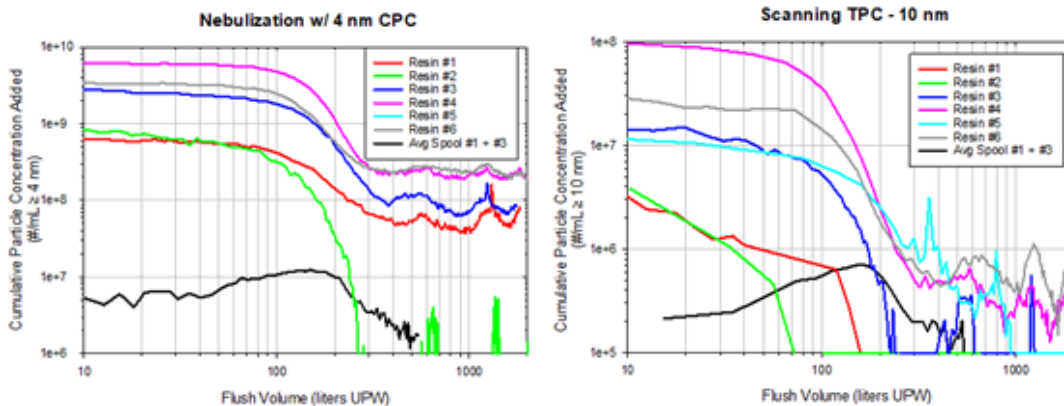 Nebulization w/ 4 nm CPC
Cumulative Particle Concentration Added
(#/mL ≥ 4 nm)
1e+10
1e+9
1e+8
1e+7
1e+6
Resin #1
Resin #2
Resin #3
Resin #4
Resin #5
Resin #6
Avg Spool #1 + #3
10
100
1000
Flush Volume (liters UPW)
Scanning TPC - 10 nm
Cumulative Particle Concentration Added
(#/mL ≥ 10 nm)
1e+8
1e+7
1e+6
1e+5
Resin #1
Resin #2
Resin #3
Resin #4
Resin #5
Resin #6
Avg Spool #1 + #3
10
100
1000
Flush Volume (liters UPW)